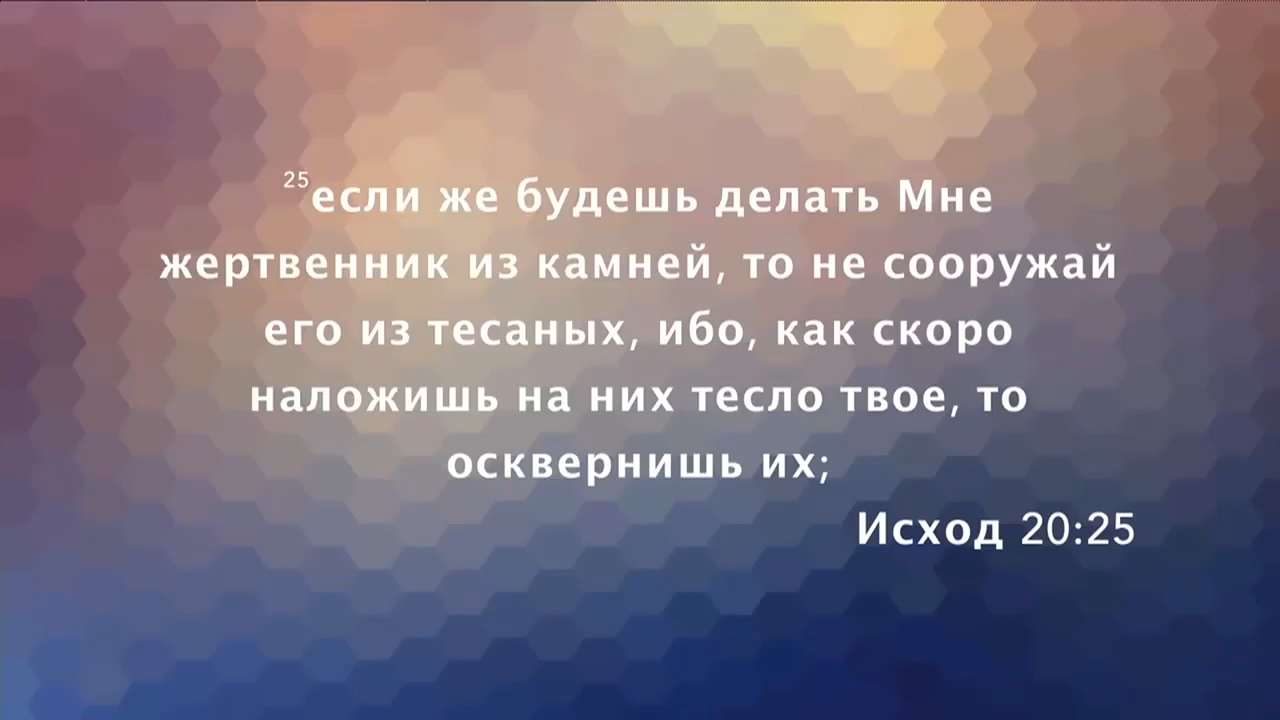 25если же будешь делать Мне
жертвенник из камней, то не сооружай
его из тесаных, ибо, как скоро
наложишь на них тесло твое, то
осквернишь их;
Исход 20:25